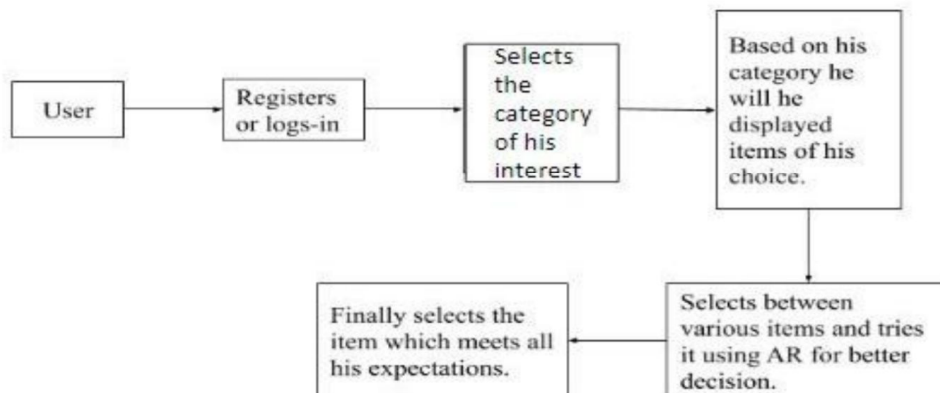 User
Registers
or logs-in
Selects
the
category
of his
interest
Based on his
category he
will he
displayed
items of his
choice.
Selects between
various items and tries
it using AR for better
decision.
Finally selects the
item which meets all
his expectations.